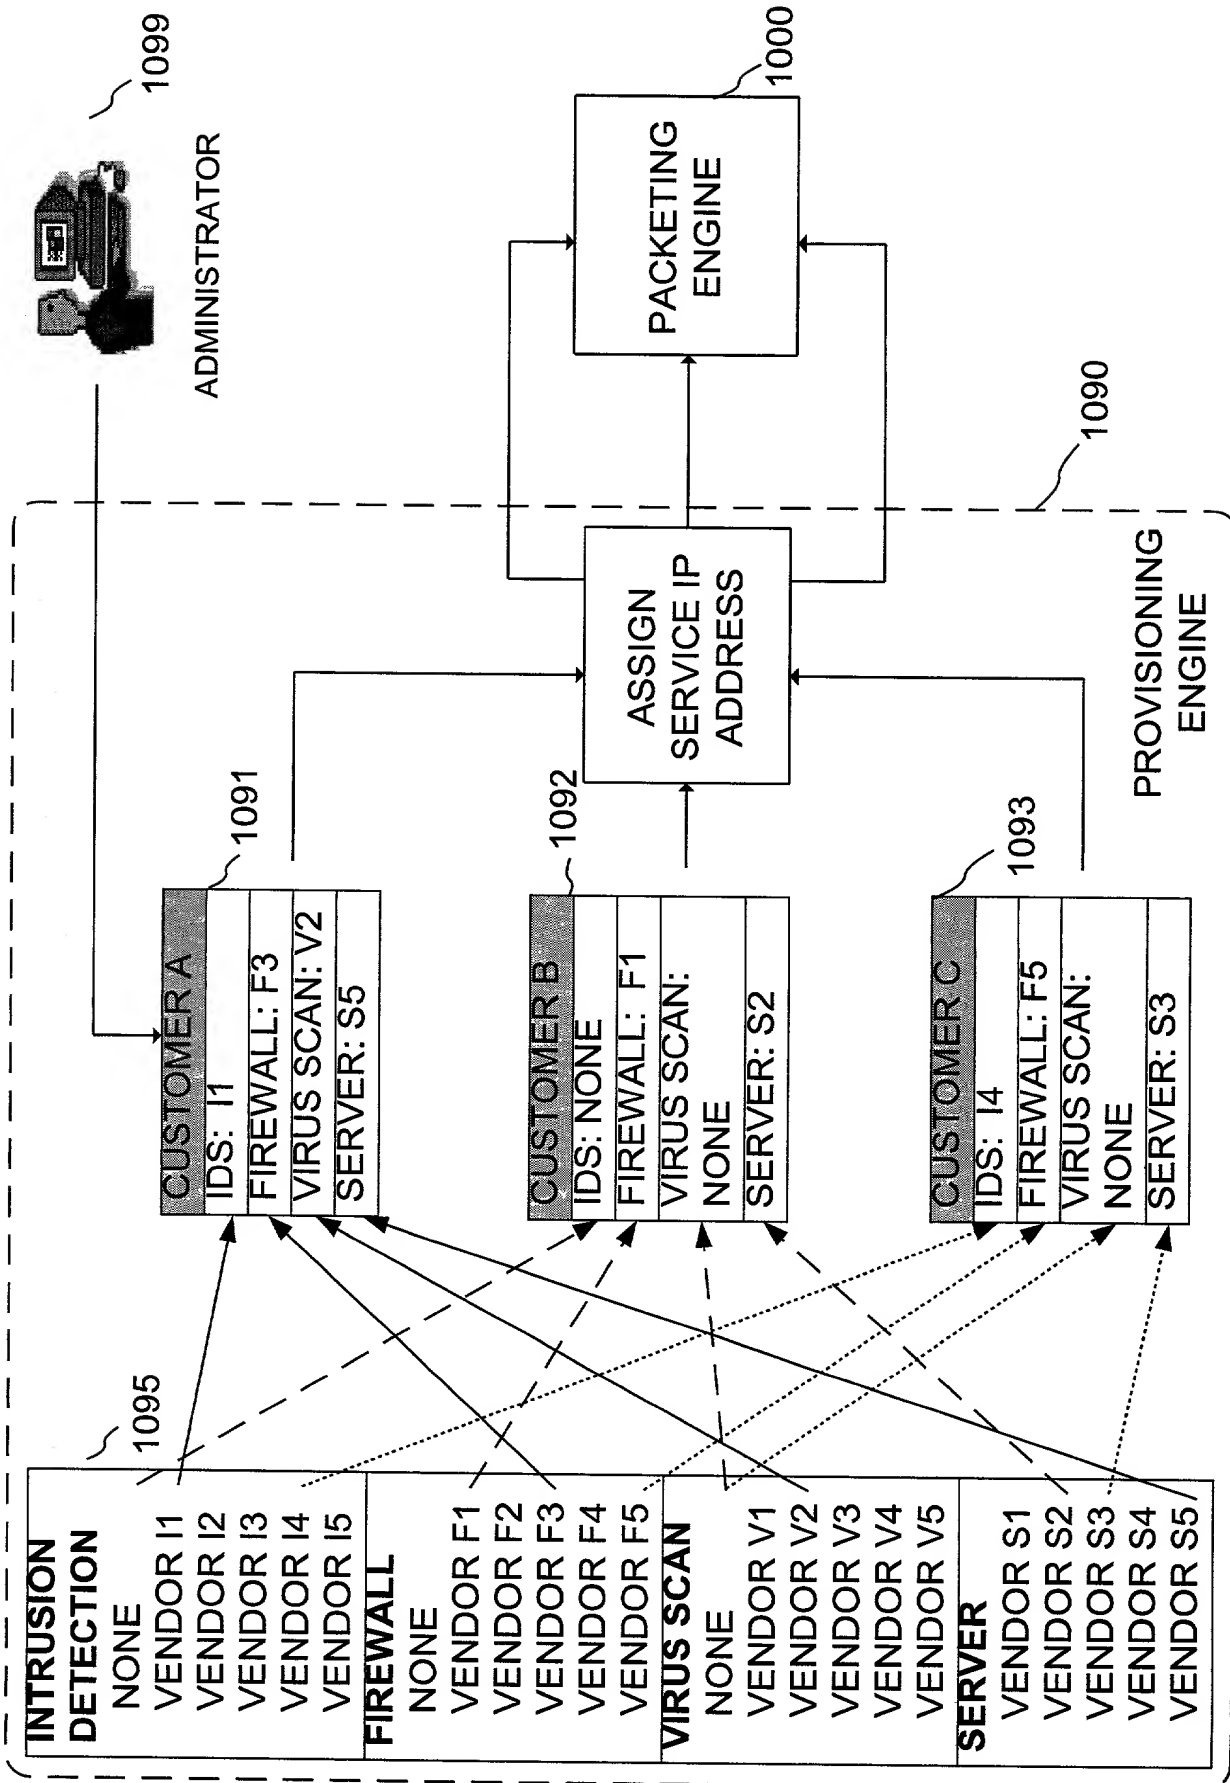 INTRUSION
DETECTION
NONE
VENDOR I1
VENDOR I2
VENDOR I3
VENDOR I4
VENDOR I5
FIREWALL
NONE
VENDOR F1
VENDOR F2
VENDOR F3
VENDOR F4
VENDOR F5
VIRUS SCAN
NONE
VENDOR V1
VENDOR V2
VENDOR V3
VENDOR V4
VENDOR V5
SERVER
VENDOR S1
VENDOR S2
VENDOR S3
VENDOR S4
VENDOR S5
1095
CUSTOMER A
IDS: I1
FIREWALL: F3
VIRUS SCAN: V2
SERVER: S5
1091
CUSTOMER B
IDS: NONE
FIREWALL: F1
VIRUS SCAN:
NONE
SERVER: S2
1092
CUSTOMER C
IDS: I4
FIREWALL: F5
VIRUS SCAN:
NONE
SERVER: S3
1093
ASSIGN
SERVICE IP
ADDRESS
PROVISIONING
ENGINE
1090
ADMINISTRATOR
1099
PACKETING
ENGINE
1000